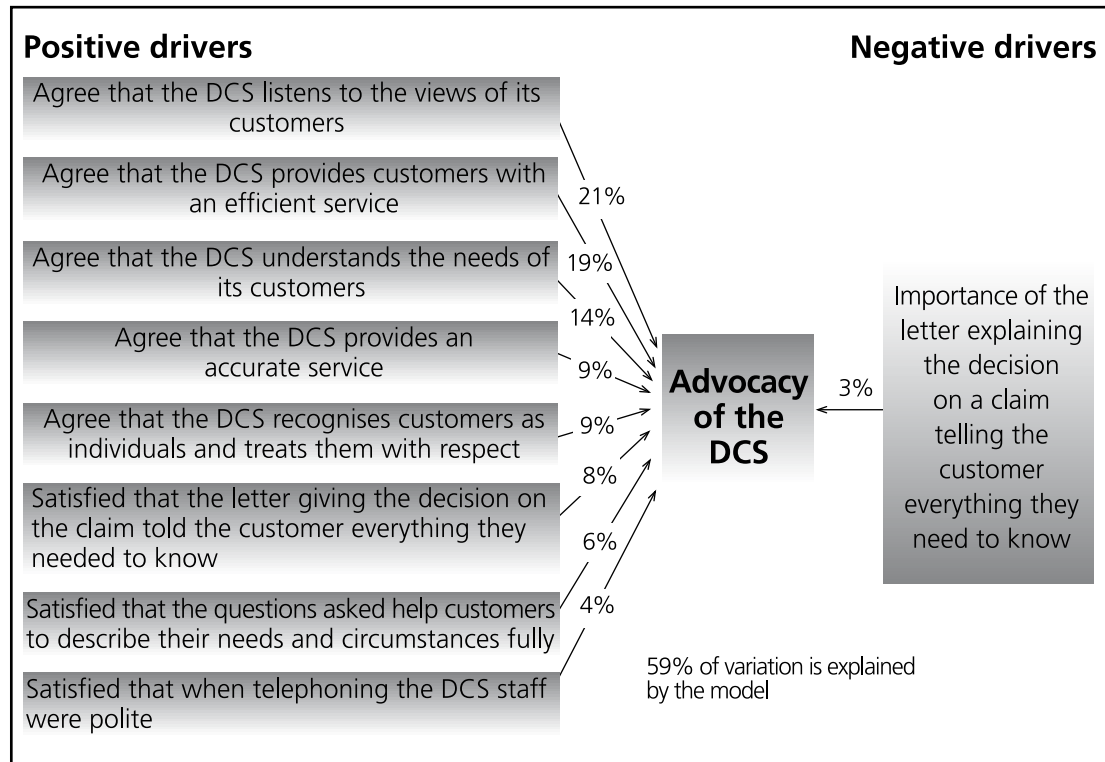 Positive drivers
Negative drivers
Agree that the DCS listens to the views of its
customers
21%
Agree that the DCS provides customers with
an efficient service
19%
Agree that the DCS understands the needs of
its customers
14%
Agree that the DCS provides an
accurate service
9%
Agree that the DCS recognises customers as
individuals and treats them with respect
9%
Satisfied that the letter giving the decision on
the claim told the customer everything they
needed to know
8%
Satisfied that the questions asked help customers
to describe their needs and circumstances fully
6%
Satisfied that when telephoning the DCS staff
were polite
4%
Advocacy
of the
DCS
3%
Importance of the
letter explaining
the decision
on a claim
telling the
customer
everything they
need to know
59% of variation is explained
by the model